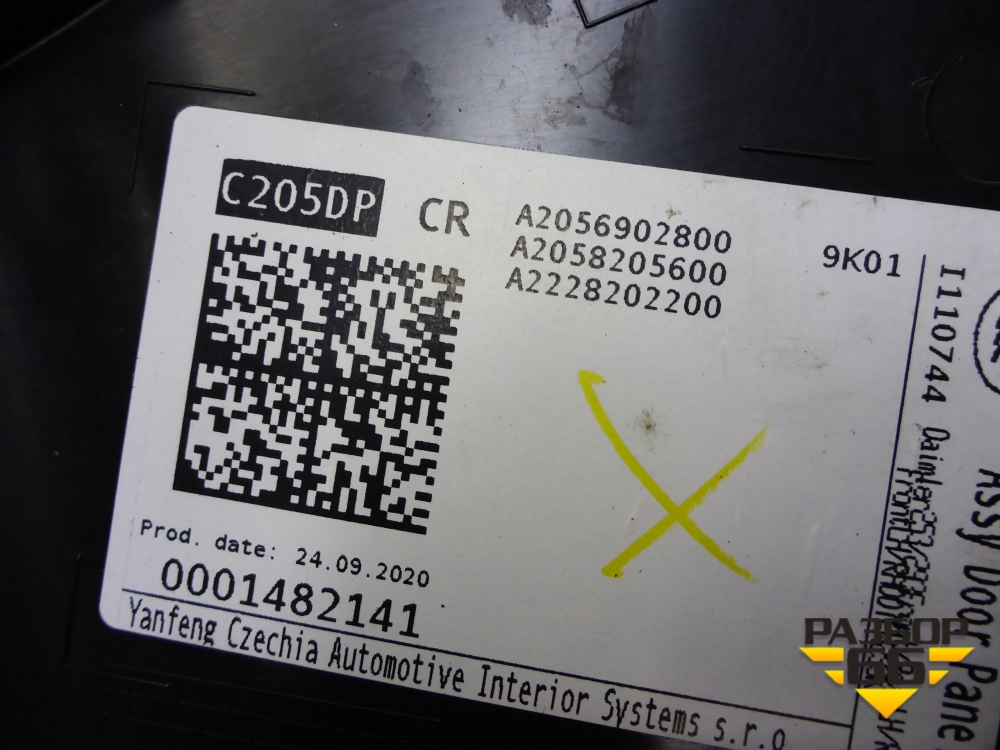 C205DP CR
A2056902800
A2058205600
A2228202200
9K01
Prod. date: 24.09.2020
0001482141
Yanfeng Czechia Automotive Interior Systems s.r.o
I110744 Daimler
Assy Door Pane
РАЗБОР
66